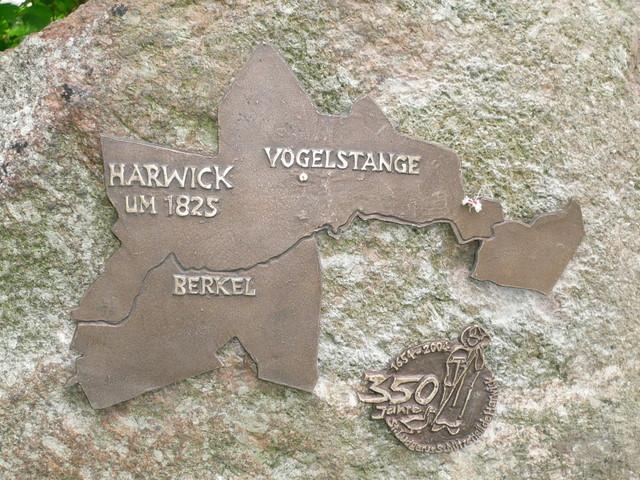 HARWICK
UM 1825
VOGELSTANGE
BERKEL
1654-2004
350
Jahre